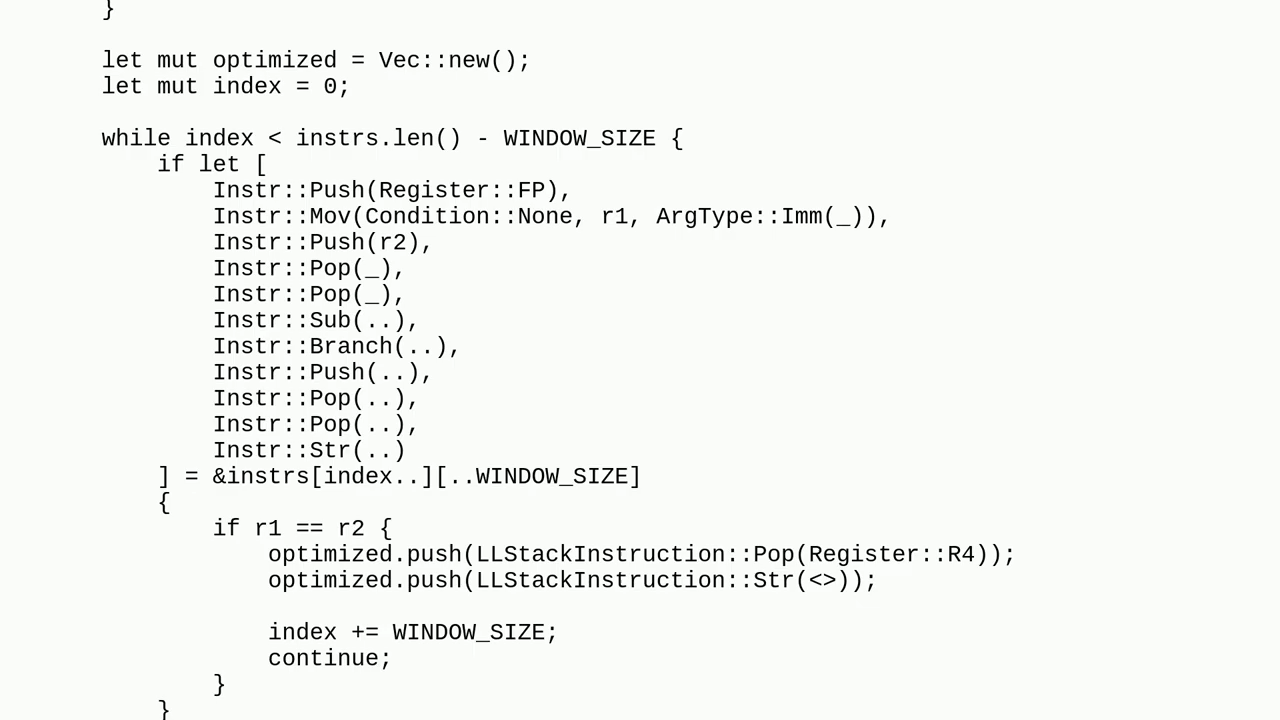 }
let mut optimized = Vec::new();
let mut index = 0;
while index < instrs.len() - WINDOW_SIZE {
if let [
Instr::Push(Register::FP),
Instr::Mov(Condition::None, r1, ArgType::Imm(_)),
Instr::Push(r2),
Instr::Pop(_),
Instr::Pop(_),
Instr::Sub(..),
Instr::Branch(..),
Instr::Push(..),
Instr::Pop(..),
Instr::Pop(..),
Instr::Str(..)
] = &instrs[index..][..WINDOW_SIZE]
{
if r1 == r2 {
optimized.push(LLStackInstruction::Pop(Register::R4));
optimized.push(LLStackInstruction::Str(<>));
index += WINDOW_SIZE;
continue;
}
}